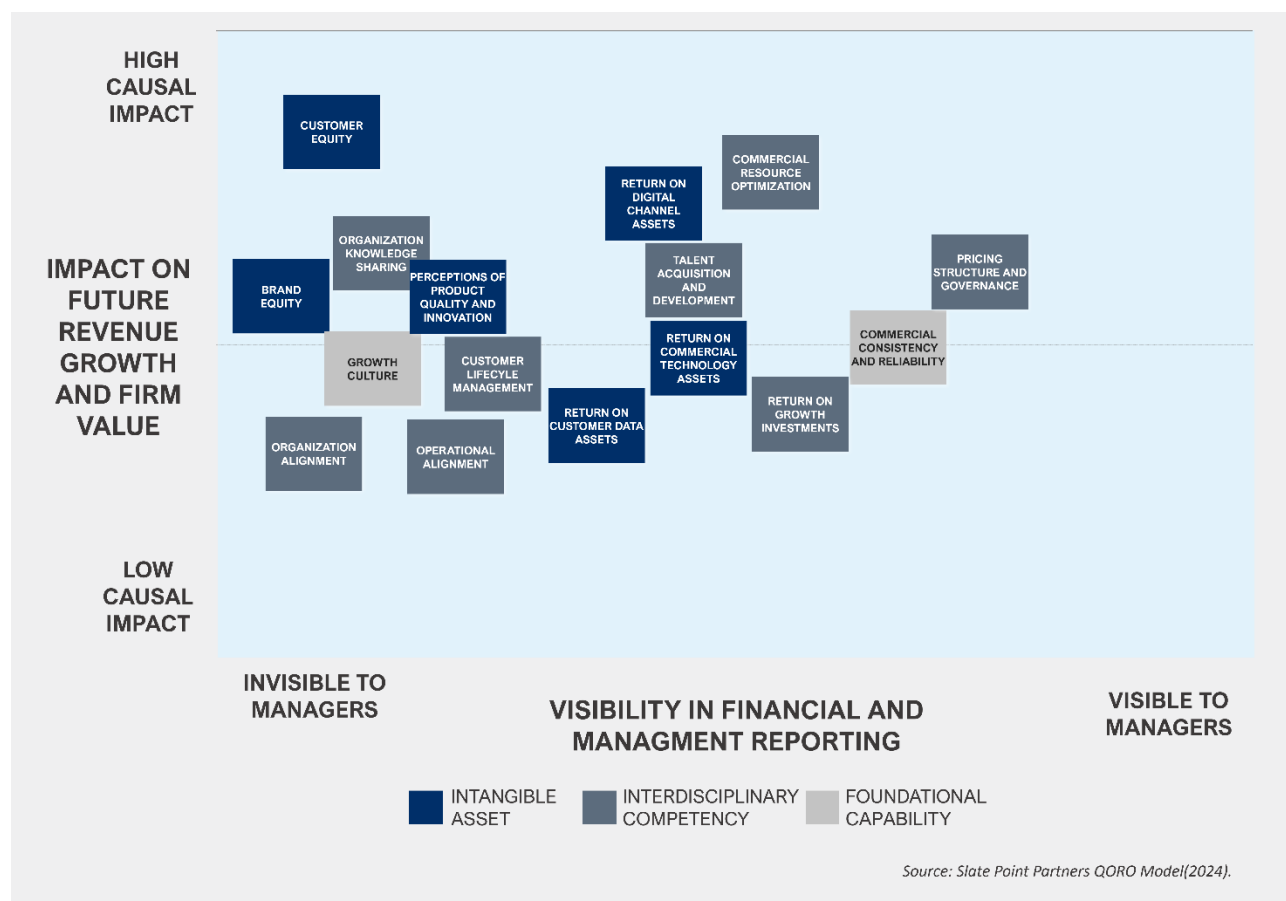 HIGH
CAUSAL
IMPACT
CUSTOMER
EQUITY
COMMERCIAL
RESOURCE
OPTIMIZATION
RETURN ON
DIGITAL
CHANNEL
ASSETS
ORGANIZATION
KNOWLEDGE
SHARING
PRICING
STRUCTURE AND
GOVERNANCE
TALENT
ACQUISITION
AND
DEVELOPMENT
IMPACT ON
FUTURE
REVENUE
GROWTH
AND FIRM
VALUE
BRAND
EQUITY
PERCEPTIONS OF
PRODUCT
QUALITY AND
INNOVATION
COMMERCIAL
CONSISTENCY
AND RELIABILITY
RETURN ON
COMMERCIAL
TECHNOLOGY
ASSETS
GROWTH
CULTURE
CUSTOMER
LIFECYLE
MANAGEMENT
RETURN ON
GROWTH
INVESTMENTS
RETURN ON
CUSTOMER DATA
ASSETS
ORGANIZATION
ALIGNMENT
OPERATIONAL
ALIGNMENT
LOW
CAUSAL
IMPACT
INVISIBLE TO
MANAGERS
VISIBILITY IN FINANCIAL AND
MANAGMENT REPORTING
VISIBLE TO
MANAGERS
INTANGIBLE
ASSET
INTERDISCIPLINARY
COMPETENCY
FOUNDATIONAL
CAPABILITY
Source: Slate Point Partners QORO Model(2024).